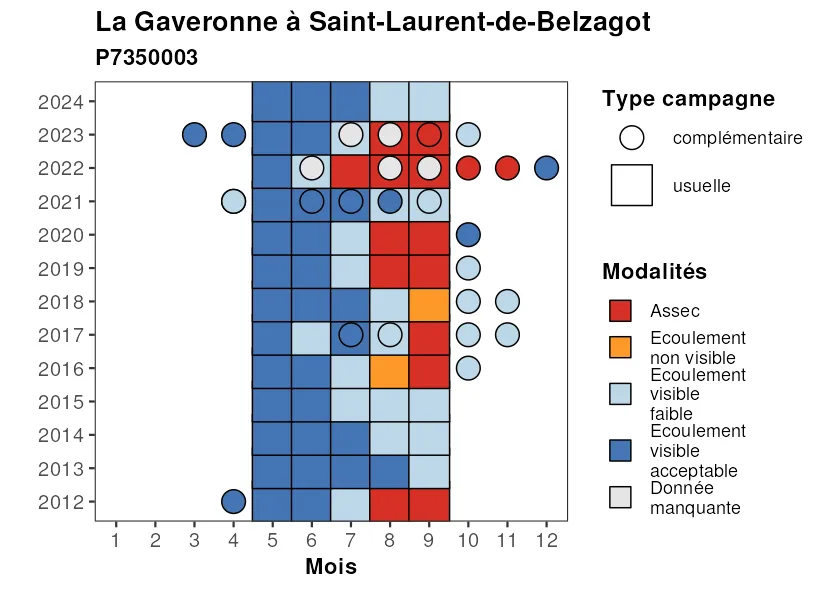 La Gaveronne à Saint-Laurent-de-Belzagot
P7350003
2024
2023
2022
2021
2020
2019
2018
2017
2016
2015
2014
2013
2012
1 2 3 4 5 6 7 8 9 10 11 12
Mois
Type campagne
complémentaire
usuelle
Modalités
Assec
Ecoulement
non visible
Ecoulement
visible
faible
Ecoulement
visible
acceptable
Donnée
manquante